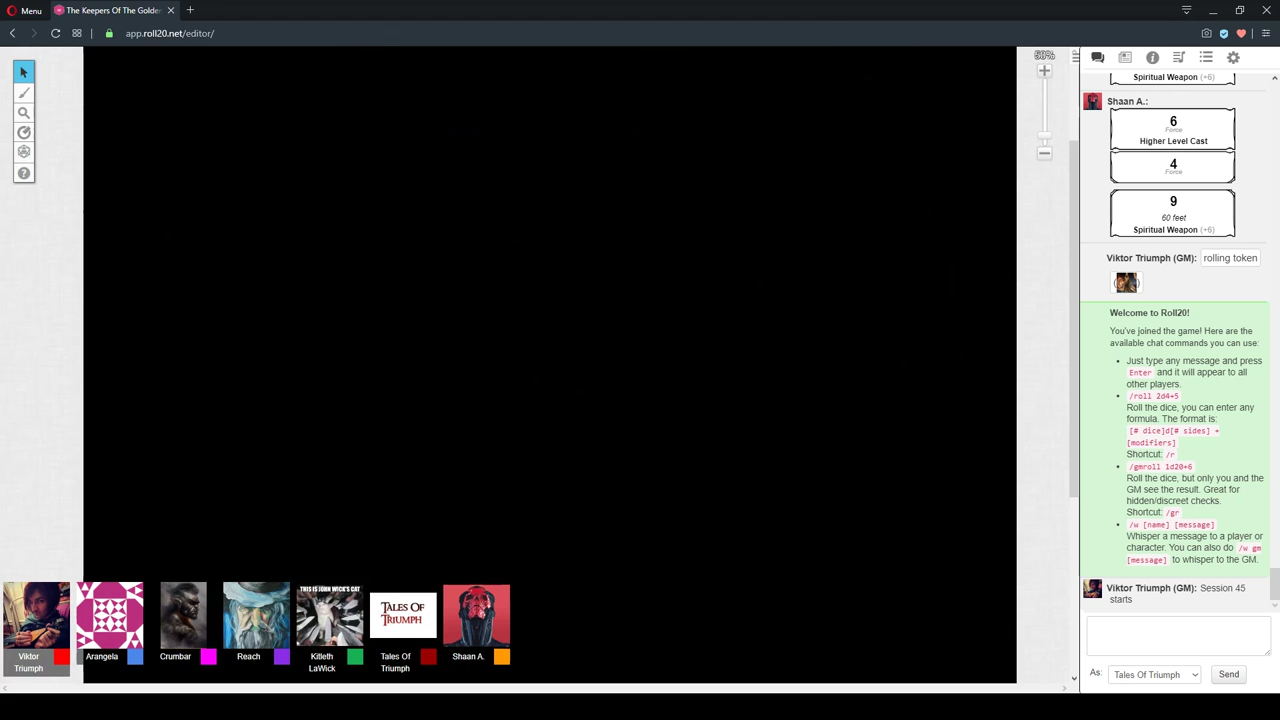 Menu
The Keepers Of The Golden
app.roll20.net/editor/
50%
Spiritual Weapon (+6)
Shaan A.:
6
Force
Higher Level Cast
4
Force
9
60 feet
Spiritual Weapon (+6)
Viktor Triumph (GM): rolling token
Welcome to Roll20!
You've joined the game! Here are the
available chat commands you can use:
Just type any message and press
Enter and it will appear to all
other players.
/roll 2d4+5
Roll the dice, you can enter any
formula. The format is:
[# dice]d[# sides] +
[modifiers]
Shortcut: /r
/gmroll 1d20+6
Roll the dice, but only you and the
GM see the result. Great for
hidden/discreet checks.
Shortcut: /gr
/w [name] [message]
Whisper a message to a player or
character. You can also do /w gm
[message] to whisper to the GM.
Viktor Triumph (GM): Session 45
starts
As: Tales Of Triumph Send
THIS IS JOHN WICK'S CAT
TALES OF
TRIUMPH
Viktor
Triumph
Arangela
Crumbar
Reach
Kitleth
LaWick
Tales Of
Triumph
Shaan A.